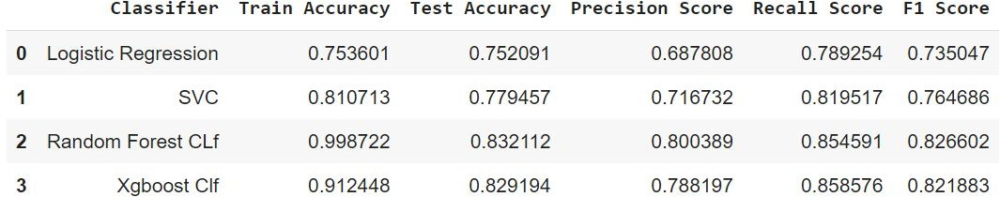 Classifier Train Accuracy Test Accuracy Precision Score Recall Score F1 Score
0 Logistic Regression 0.753601 0.752091 0.687808 0.789254 0.735047
1 SVC 0.810713 0.779457 0.716732 0.819517 0.764686
2 Random Forest CLf 0.998722 0.832112 0.800389 0.854591 0.826602
3 Xgboost Clf 0.912448 0.829194 0.788197 0.858576 0.821883